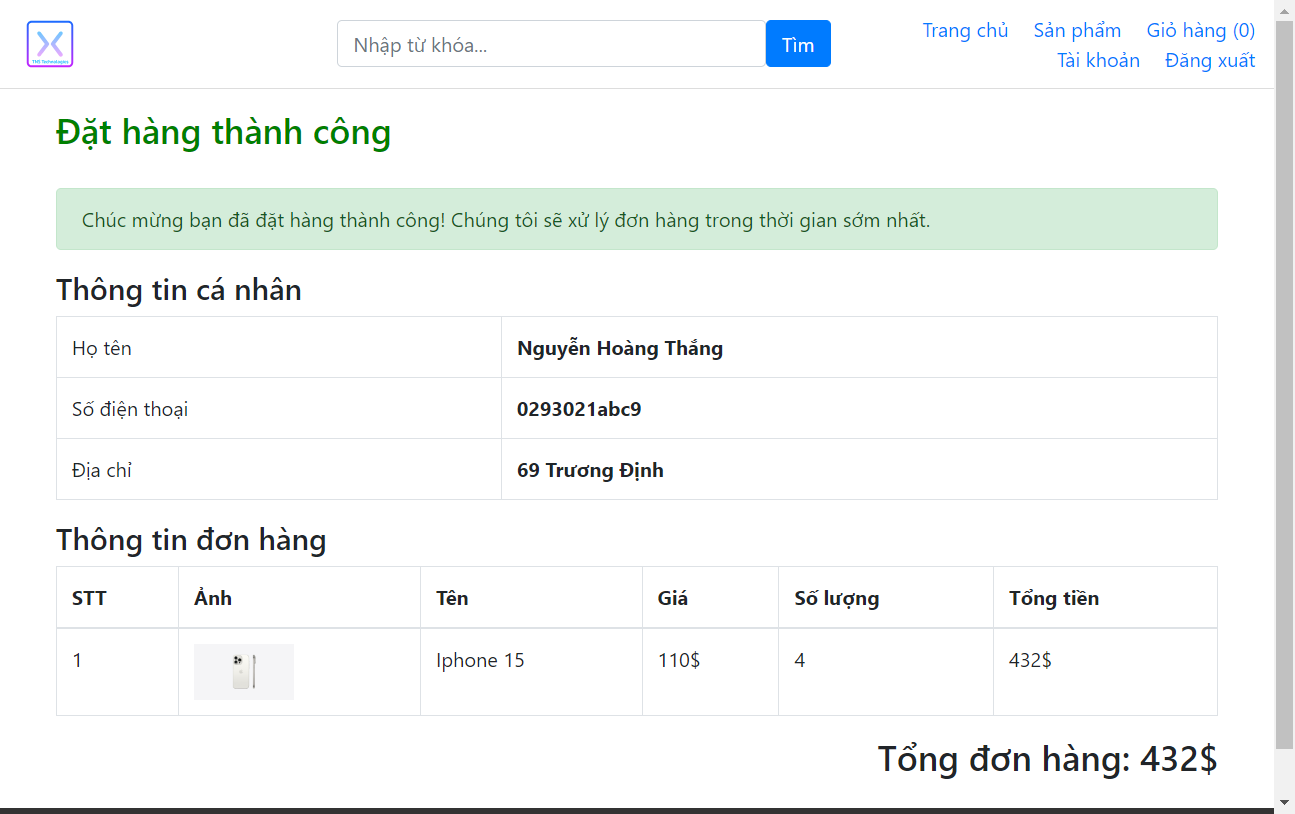 TNS Technologies
Nhập từ khóa...
Tìm
Trang chủ Sản phẩm Giỏ hàng (0)
Tài khoản Đăng xuất
Đặt hàng thành công
Chúc mừng bạn đã đặt hàng thành công! Chúng tôi sẽ xử lý đơn hàng trong thời gian sớm nhất.
Thông tin cá nhân
Họ tên Nguyễn Hoàng Thắng
Số điện thoại 0293021abc9
Địa chỉ 69 Trương Định
Thông tin đơn hàng
STT Ảnh Tên Giá Số lượng Tổng tiền
1 Iphone 15 110$ 4 432$
Tổng đơn hàng: 432$